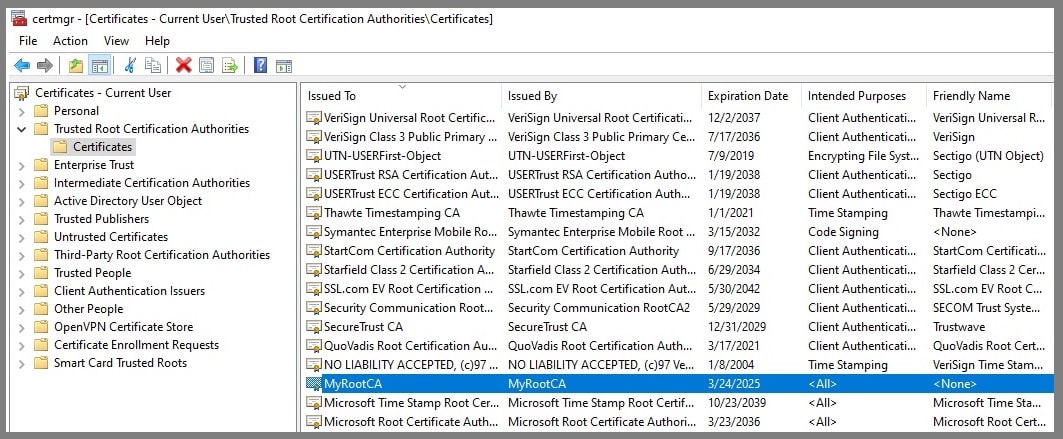 certmgr - [Certificates - Current User\Trusted Root Certification Authorities\Certificates]
File Action View Help
Certificates - Current User
Personal
Trusted Root Certification Authorities
Certificates
Enterprise Trust
Intermediate Certification Authorities
Active Directory User Object
Trusted Publishers
Untrusted Certificates
Third-Party Root Certification Authorities
Trusted People
Client Authentication Issuers
Other People
OpenVPN Certificate Store
Certificate Enrollment Requests
Smart Card Trusted Roots
Issued To Issued By Expiration Date Intended Purposes Friendly Name
VeriSign Universal Root Certific... VeriSign Universal Root Certificati... 12/2/2037 Client Authenticati... VeriSign Universal R...
VeriSign Class 3 Public Primary ... VeriSign Class 3 Public Primary Ce... 7/17/2036 Client Authenticati... VeriSign
UTN-USERFirst-Object UTN-USERFirst-Object 7/9/2019 Encrypting File Syst... Sectigo (UTN Object)
USERTrust RSA Certification Aut... USERTrust RSA Certification Autho... 1/19/2038 Client Authenticati... Sectigo
USERTrust ECC Certification Aut... USERTrust ECC Certification Auth... 1/19/2038 Client Authenticati... Sectigo ECC
Thawte Timestamping CA Thawte Timestamping CA 1/1/2021 Time Stamping Thawte Timestampi...
Symantec Enterprise Mobile Ro... Symantec Enterprise Mobile Root ... 3/15/2032 Code Signing <None>
StartCom Certification Authority StartCom Certification Authority 9/17/2036 Client Authenticati... StartCom Certificati...
Starfield Class 2 Certification A... Starfield Class 2 Certification Auth... 6/29/2034 Client Authenticati... Starfield Class 2 Cer...
SSL.com EV Root Certification A... SSL.com EV Root Certification Aut... 5/30/2042 Client Authenticati... SSL.com EV Root C...
Security Communication RootCA2 Security Communication RootCA2 5/29/2029 Client Authenticati... SECOM Trust Syste...
SecureTrust CA SecureTrust CA 12/31/2029 Client Authenticati... Trustwave
QuoVadis Root Certification Au... QuoVadis Root Certification Auth... 3/17/2021 Client Authenticati... QuoVadis Root Cert...
NO LIABILITY ACCEPTED, (c)97 ... NO LIABILITY ACCEPTED, (c)97 Ve... 1/8/2004 Time Stamping VeriSign Time Stam...
MyRootCA MyRootCA 3/24/2025 <All> <None>
Microsoft Time Stamp Root Cer... Microsoft Time Stamp Root Certif... 10/23/2039 <All> Microsoft Time Sta...
Microsoft Root Certificate Auth... Microsoft Root Certificate Authori... 3/23/2036 <All> Microsoft Root Cert...